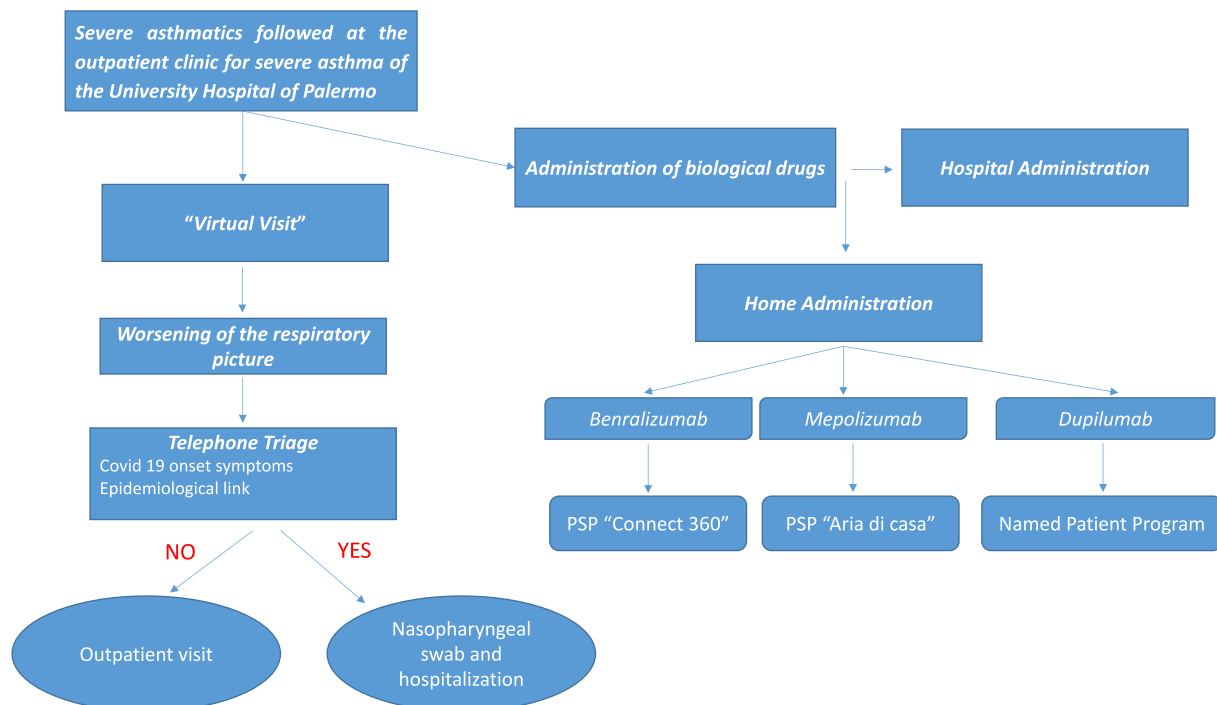 Severe asthmatics followed at the
outpatient clinic for severe asthma of
the University Hospital of Palermo
Administration of biological drugs
Hospital Administration
“Virtual Visit”
Home Administration
Worsening of the respiratory
picture
Benralizumab
Mepolizumab
Dupilumab
Telephone Triage
Covid 19 onset symptoms
Epidemiological link
PSP “Connect 360”
PSP “Aria di casa”
Named Patient Program
NO
YES
Outpatient visit
Nasopharyngeal
swab and
hospitalization